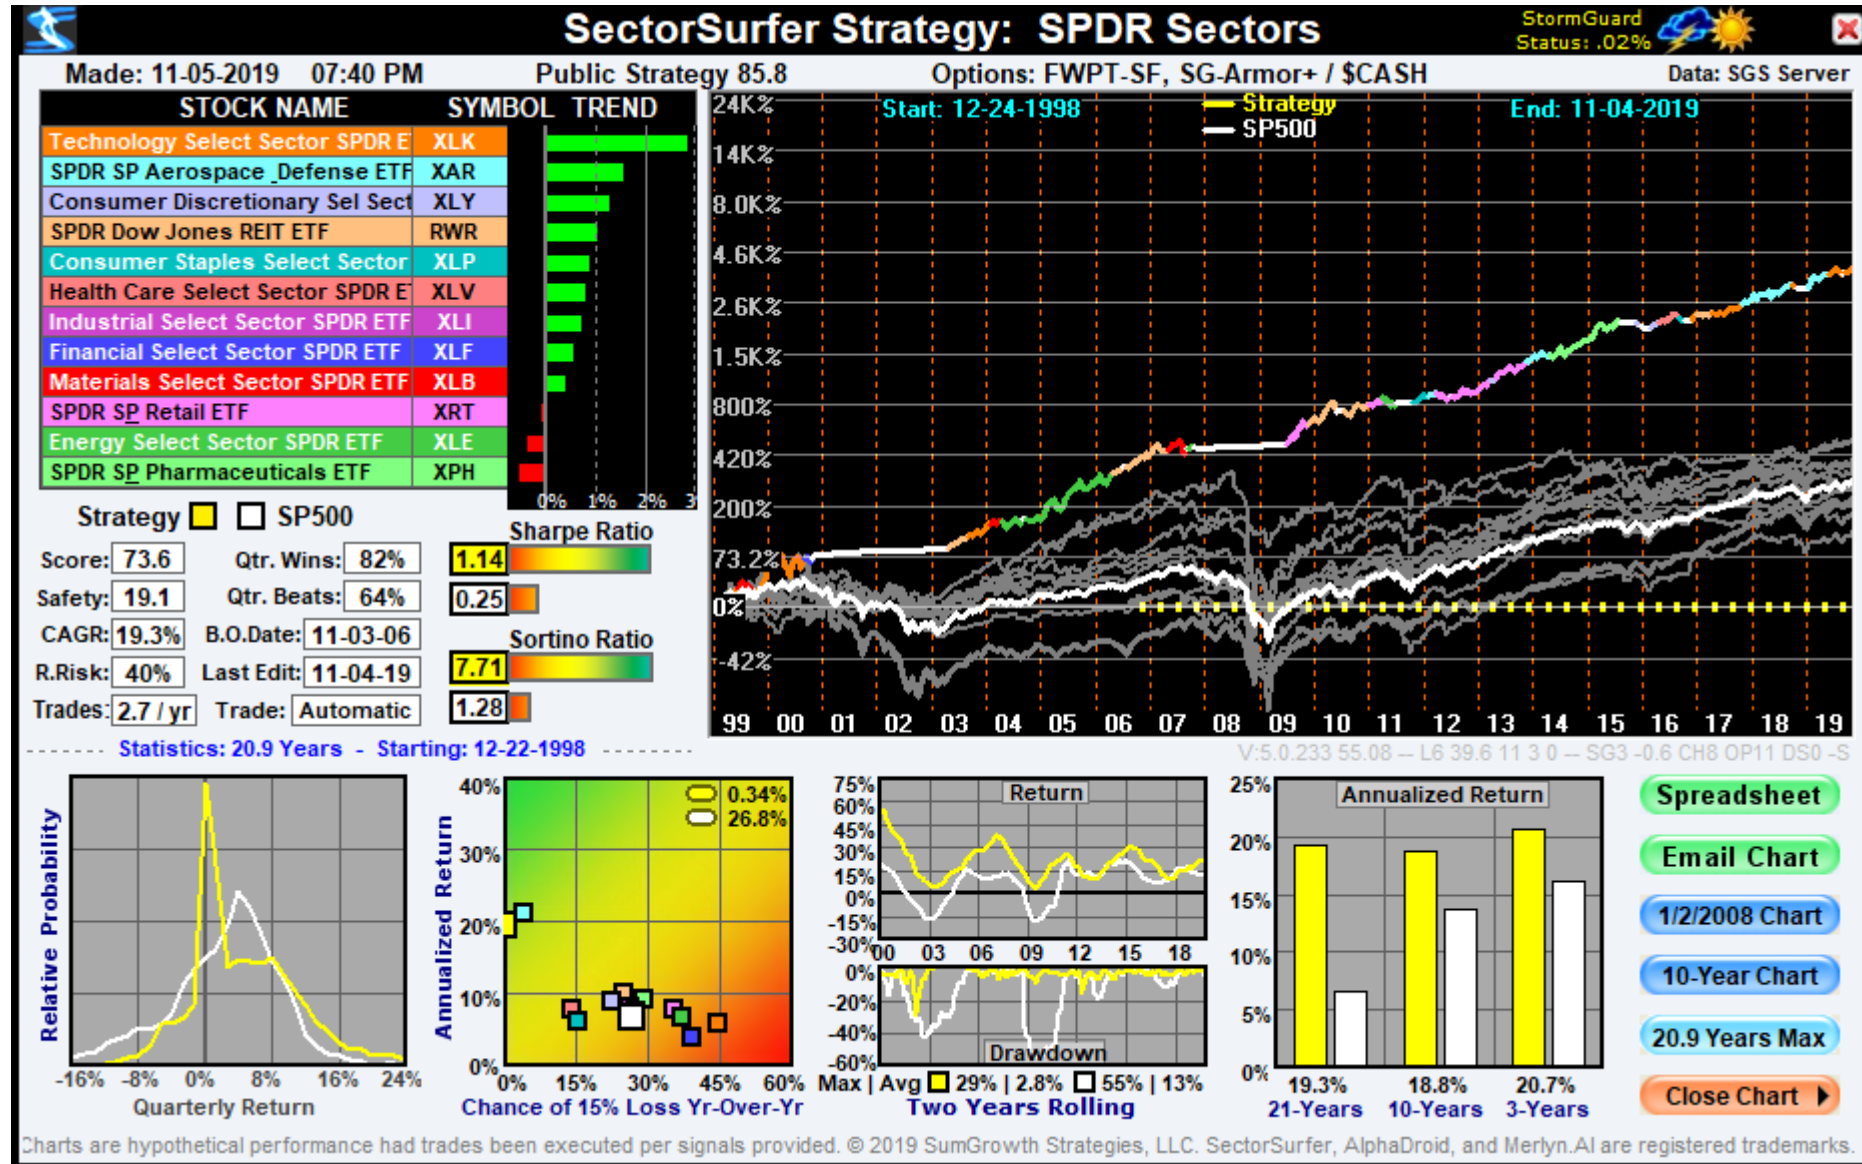 SectorSurfer Strategy: SPDR Sectors
StormGuard
Status: .02%
Made: 11-05-2019 07:40 PM
Public Strategy 85.8
Options: FWPT-SF, SG-Armor+ / $CASH
Data: SGS Server
STOCK NAME SYMBOL TREND
Technology Select Sector SPDR E XLK
SPDR SP Aerospace _Defense ETF XAR
Consumer Discretionary Sel Sect XLY
SPDR Dow Jones REIT ETF RWR
Consumer Staples Select Sector XLP
Health Care Select Sector SPDR E XLV
Industrial Select Sector SPDR ETF XLI
Financial Select Sector SPDR ETF XLF
Materials Select Sector SPDR ETF XLB
SPDR SP Retail ETF XRT
Energy Select Sector SPDR ETF XLE
SPDR SP Pharmaceuticals ETF XPH
0% 1% 2% 3
Strategy SP500
Score: 73.6 Qtr. Wins: 82%
Safety: 19.1 Qtr. Beats: 64%
CAGR: 19.3% B.O.Date: 11-03-06
R.Risk: 40% Last Edit: 11-04-19
Trades: 2.7 / yr Trade: Automatic
Sharpe Ratio
1.14
0.25
Sortino Ratio
7.71
1.28
Start: 12-24-1998
Strategy
SP500
End: 11-04-2019
24K%
14K%
8.0K%
4.6K%
2.6K%
1.5K%
800%
420%
200%
73.2%
0%
-42%
99 00 01 02 03 04 05 06 07 08 09 10 11 12 13 14 15 16 17 18 19
------- Statistics: 20.9 Years - Starting: 12-22-1998 --------
V:5.0.233 55.08 -- L6 39.6 11 3 0 -- SG3 -0.6 CH8 OP11 DS0 -S
Relative Probability
-16% -8% 0% 8% 16% 24%
Quarterly Return
Annualized Return
40%
30%
20%
10%
0%
0.34%
26.8%
0% 15% 30% 45% 60%
Chance of 15% Loss Yr-Over-Yr
Return
75%
60%
45%
30%
15%
0%
-15%
-30%
00 03 06 09 12 15 18
0%
-20%
-40%
-60%
Drawdown
Max | Avg 29% | 2.8% 55% | 13%
Two Years Rolling
Annualized Return
25%
20%
15%
10%
5%
0%
19.3% 18.8% 20.7%
21-Years 10-Years 3-Years
Spreadsheet
Email Chart
1/2/2008 Chart
10-Year Chart
20.9 Years Max
Close Chart
Charts are hypothetical performance had trades been executed per signals provided. © 2019 SumGrowth Strategies, LLC. SectorSurfer, AlphaDroid, and Merlyn.AI are registered trademarks.